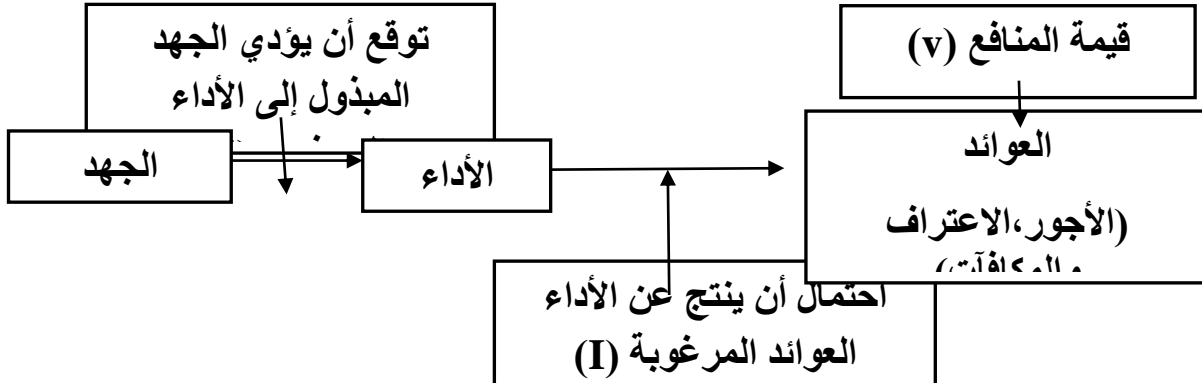 توقع أن يؤدي الجهد
المبذول إلى الأداء
قيمة المنافع (v)
الجهد
الأداء
العوائد
(الأجور،الاعتراف
والمكافآت)
احتمال أن ينتج عن الأداء
العوائد المرغوبة (I)